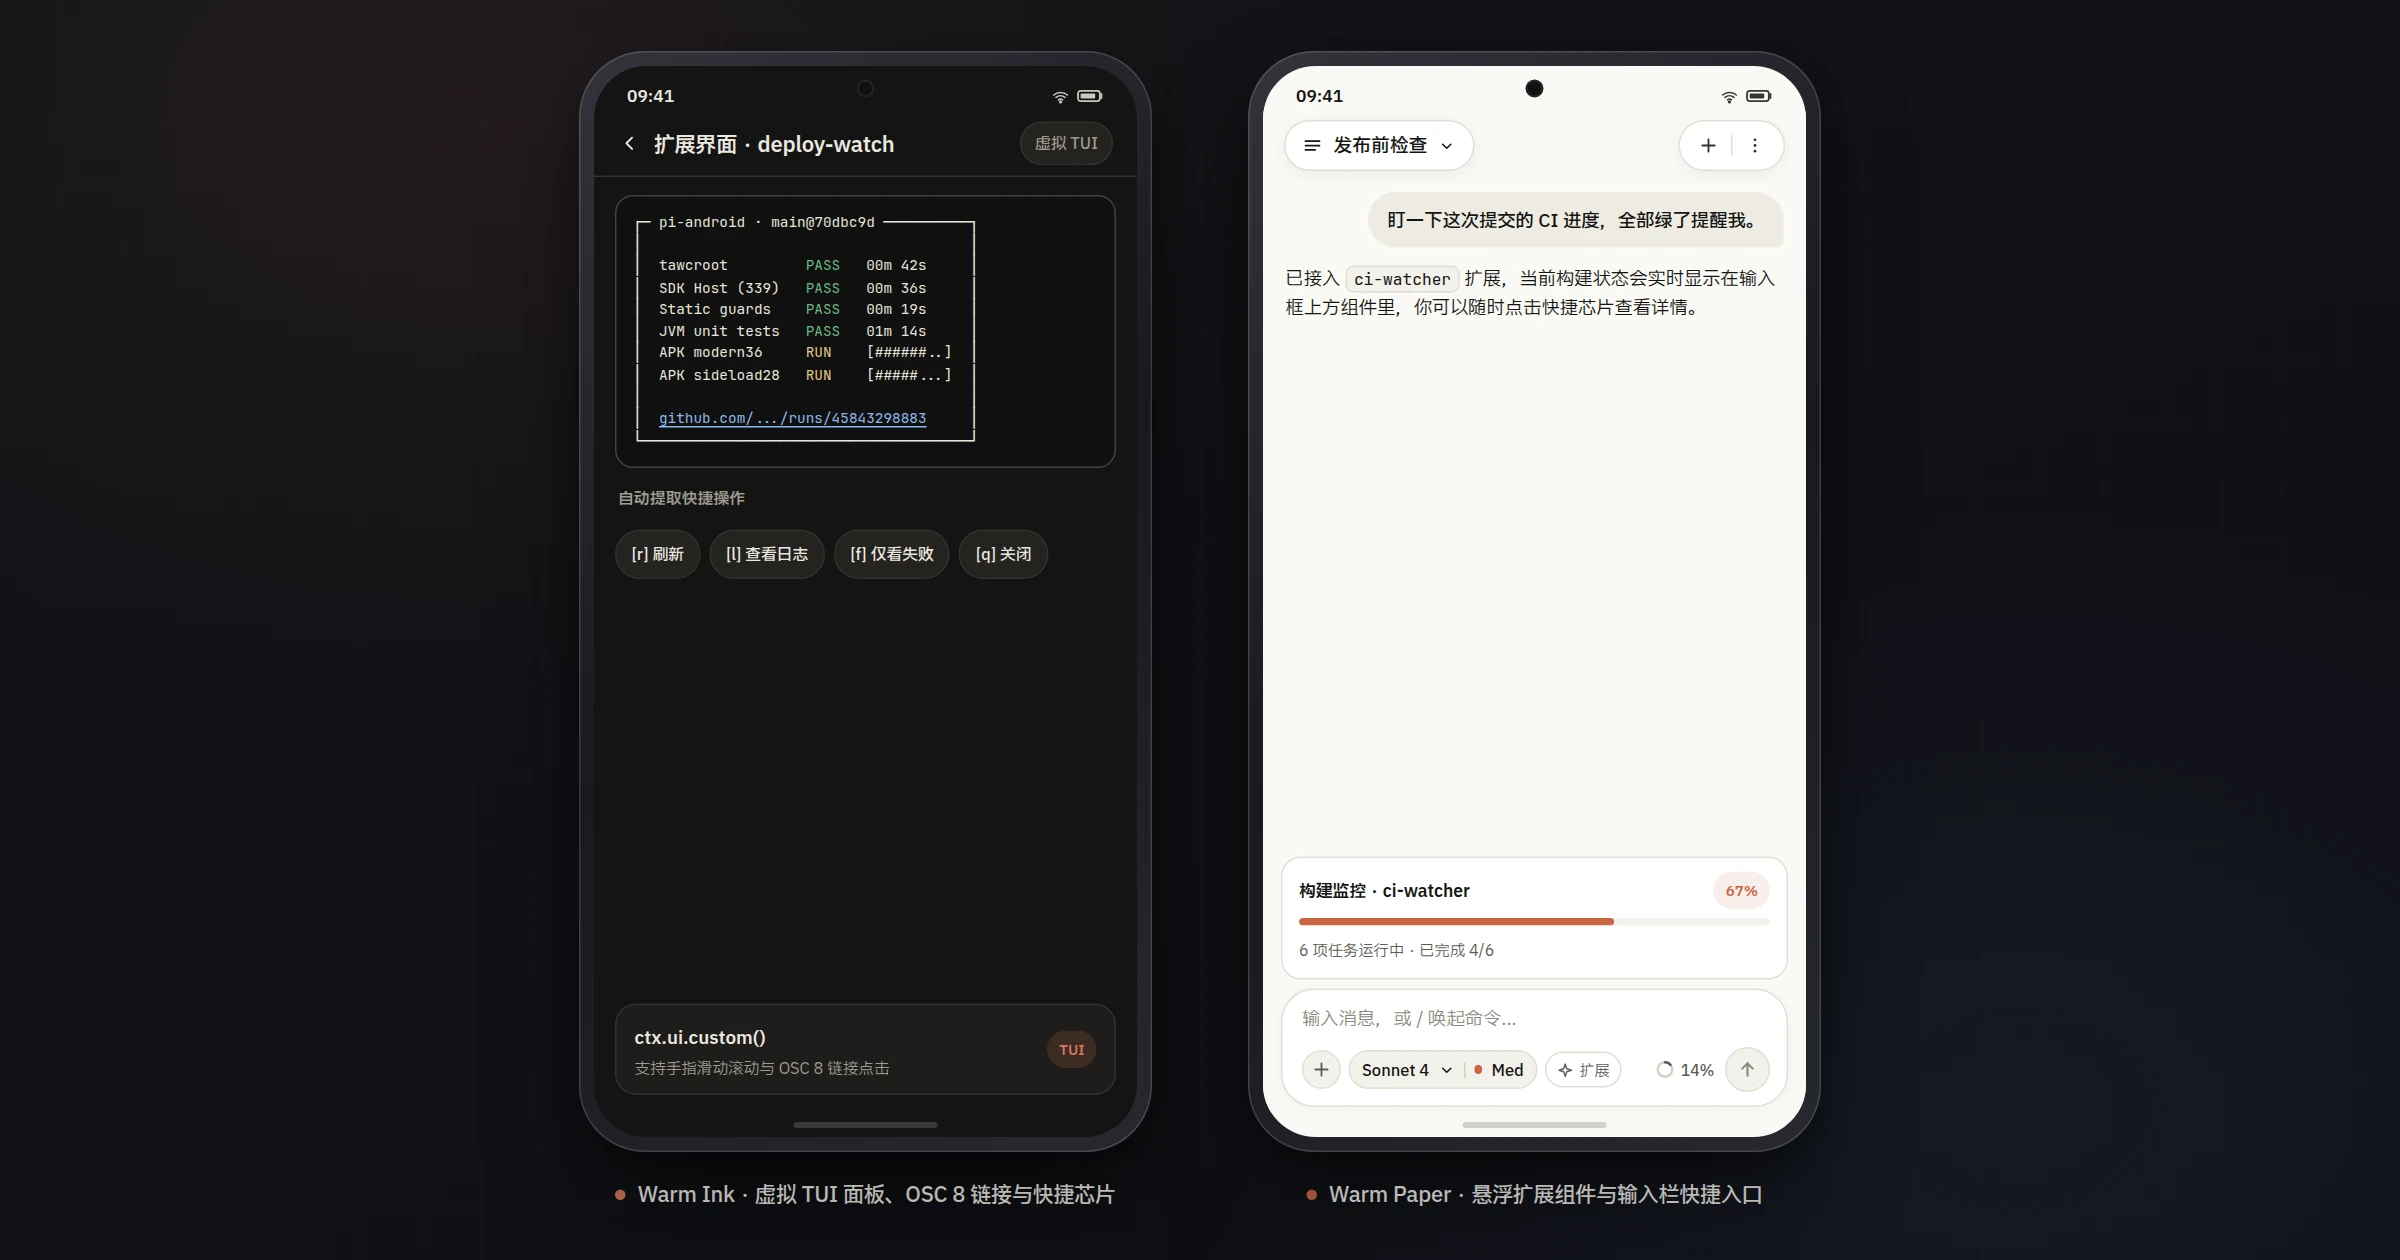 09:41
扩展界面 · deploy-watch
虚拟 TUI
pi-android · main@70dbc9d
tawcroot PASS 00m 42s
SDK Host (339) PASS 00m 36s
Static guards PASS 00m 19s
JVM unit tests PASS 01m 14s
APK modern36 RUN [######..]
APK sideload28 RUN [#####...]
github.com/.../runs/45843298883
自动提取快捷操作
[r] 刷新
[l] 查看日志
[f] 仅看失败
[q] 关闭
ctx.ui.custom()
支持手指滑动滚动与 OSC 8 链接点击
TUI
Warm Ink · 虚拟 TUI 面板、OSC 8 链接与快捷芯片
09:41
发布前检查
盯一下这次提交的 CI 进度，全部绿了提醒我。
已接入 ci-watcher 扩展，当前构建状态会实时显示在输入
框上方组件里，你可以随时点击快捷芯片查看详情。
构建监控 · ci-watcher
67%
6 项任务运行中 · 已完成 4/6
输入消息，或 / 唤起命令...
Sonnet 4
Med
扩展
14%
Warm Paper · 悬浮扩展组件与输入栏快捷入口